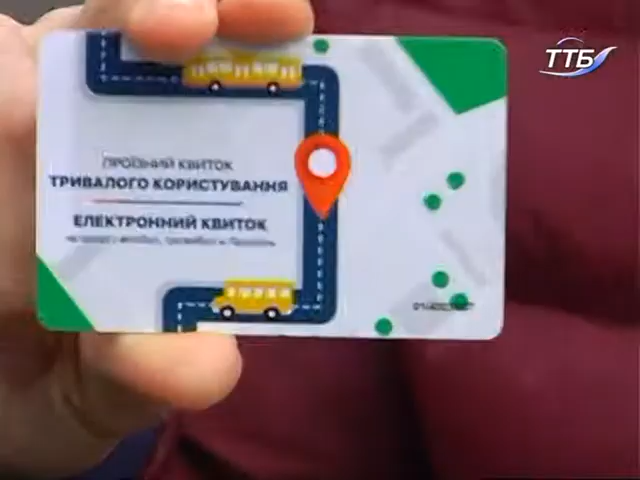 ТТБ
ПРОЇЗНИЙ КВИТОК
ТРИВАЛОГО КОРИСТУВАННЯ
ЕЛЕКТРОННИЙ КВИТОК